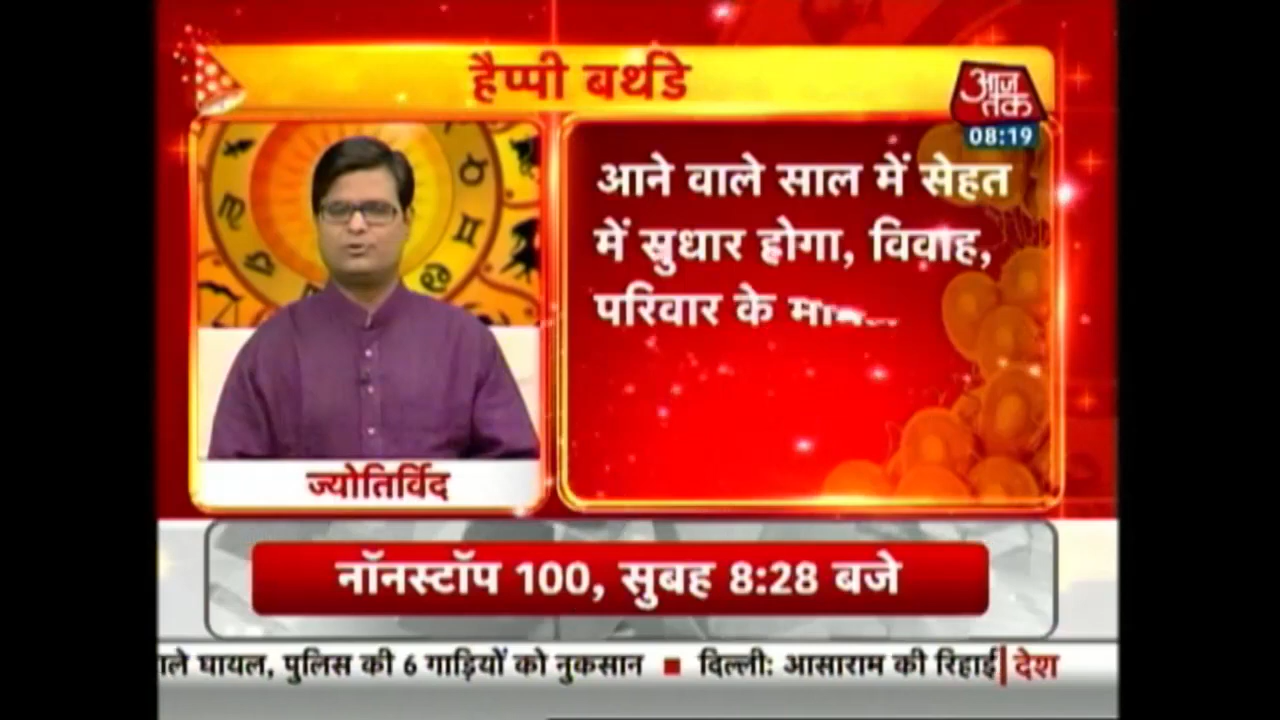 हैप्पी बर्थडे
आज
तक
08:19
आने वाले साल में सेहत
में सुधार होगा, विवाह,
परिवार के
ज्योतिर्विद
नॉनस्टॉप 100, सुबह 8:28 बजे
घायल, पुलिस की 6 गाड़ियों को नुकसान ■ दिल्ली: आसाराम की रिहाई
देश